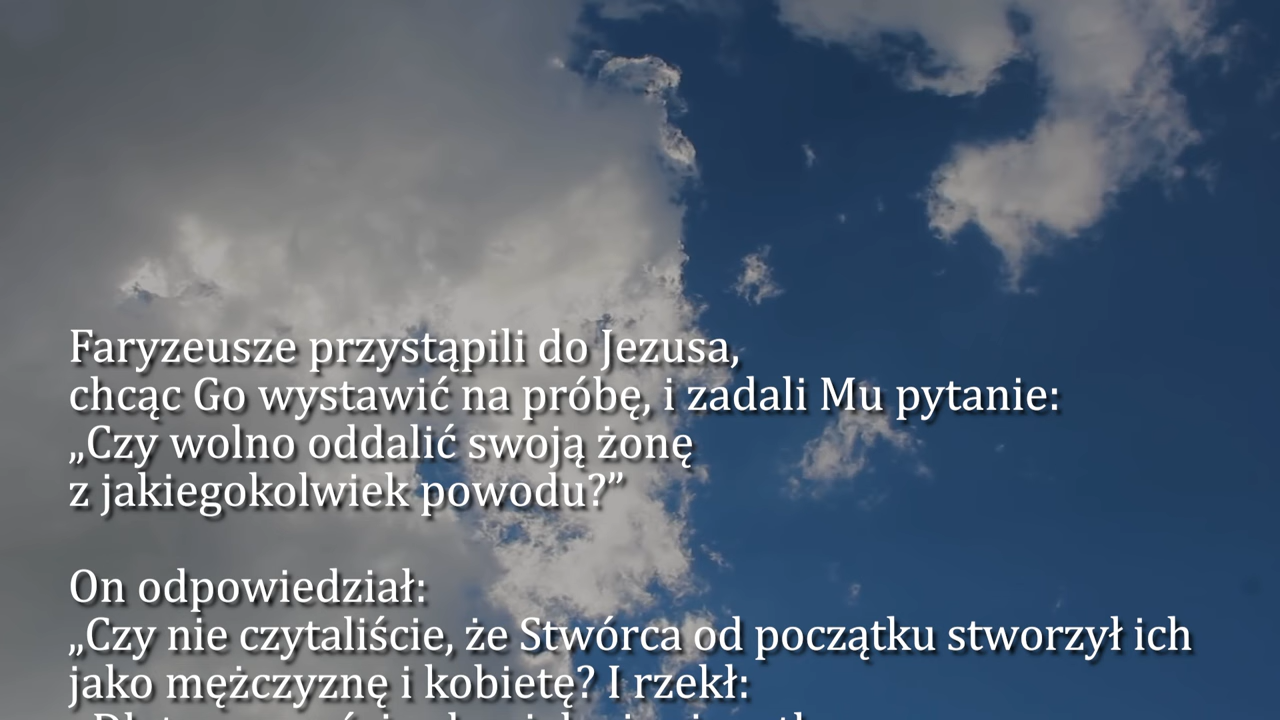 Faryzeusze przystąpili do Jezusa,
chcąc Go wystawić na próbę, i zadali Mu pytanie:
„Czy wolno oddalić swoją żonę
z jakiegokolwiek powodu?”
On odpowiedział:
„Czy nie czytaliście, że Stwórca od początku stworzył ich
jako mężczyznę i kobietę? I rzekł: